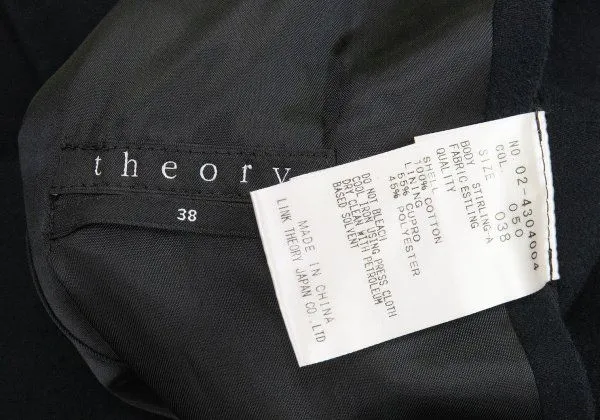 theory
38
NO. 02-4304004
COL. 050
SIZE 038
BODY STIRLING-A
FABRIC ESTLING
QUALITY
SHELL
100% COTTON
LINING
55% CUPRO
45% POLYESTER
DO NOT BLEACH
COOL IRON USING PRESS CLOTH
DRY CLEAN WITH PETROLEUM
BASED SOLVENT
MADE IN CHINA
LINK THEORY JAPAN CO.,LTD